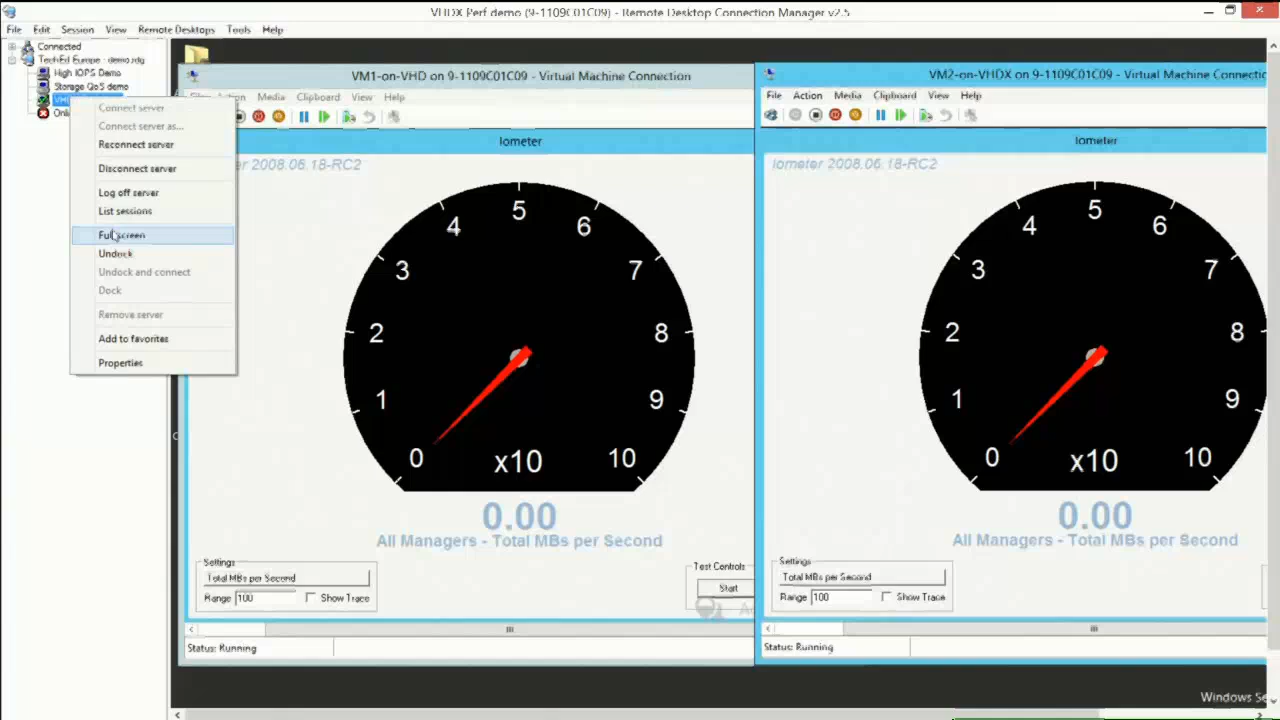 VHDX Perf demo (9-1109C01C09) - Remote Desktop Connection Manager v2.5
File Edit Session View Remote Desktops Tools Help
Connected
TechEd Europe - demo.rdg
High IOPS Demo
Storage QoS demo
Connect server
Connect server as...
Reconnect server
Disconnect server
Log off server
List sessions
Full screen
Undock
Undock and connect
Dock
Remove server
Add to favorites
Properties
VM1-on-VHD on 9-1109C01C09 - Virtual Machine Connection
Media Clipboard View Help
Iometer
2008.06.18-RC2
0 1 2 3 4 5 6 7 8 9 10
x10
0.00
All Managers - Total MBs per Second
Settings
Total MBs per Second
Range 100 Show Trace
Test Controls
Start
Status: Running
VM2-on-VHDX on 9-1109C01C09 - Virtual Machine Connectic
File Action Media Clipboard View Help
Iometer
Iometer 2008.06.18-RC2
0 1 2 3 4 5 6 7 8 9 10
x10
0.00
All Managers - Total MBs per Second
Settings
Total MBs per Second
Range 100 Show Trace
Status: Running
Windows Se